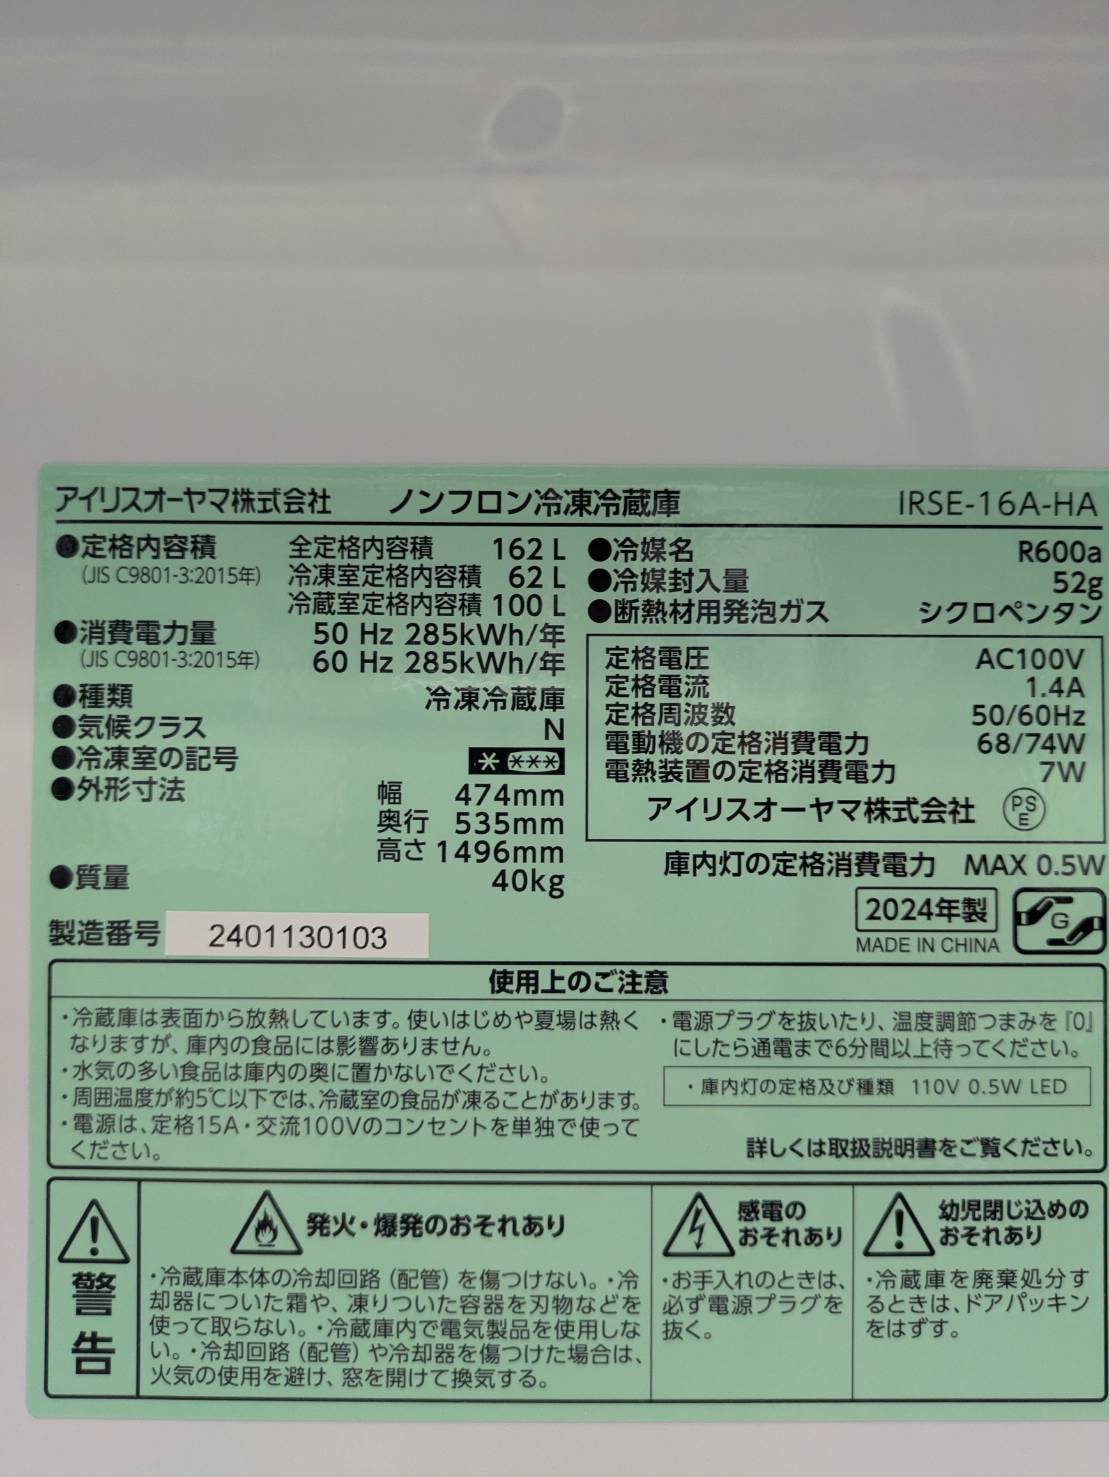 アイリスオーヤマ株式会社 ノンフロン冷凍冷蔵庫 IRSE-16A-HA
●定格内容積 全定格内容積 162 L
(JIS C9801-3:2015年) 冷凍室定格内容積 62 L
冷蔵室定格内容積 100 L
●消費電力量 50 Hz 285kWh/年
(JIS C9801-3:2015年) 60 Hz 285kWh/年
●種類 冷凍冷蔵庫
●気候クラス N
●冷凍室の記号 * ***
●外形寸法 幅 474mm
奥行 535mm
高さ 1496mm
●質量 40kg
製造番号 2401130103
●冷媒名 R600a
●冷媒封入量 52g
●断熱材用発泡ガス シクロペンタン
定格電圧 AC100V
定格電流 1.4A
定格周波数 50/60Hz
電動機の定格消費電力 68/74W
電熱装置の定格消費電力 7W
アイリスオーヤマ株式会社 PSE
庫内灯の定格消費電力 MAX 0.5W
2024年製
MADE IN CHINA
G
使用上のご注意
・冷蔵庫は表面から放熱しています。使いはじめや夏場は熱く
なりますが、庫内の食品には影響ありません。
・水気の多い食品は庫内の奥に置かないでください。
・周囲温度が約5℃以下では、冷蔵室の食品が凍ることがあります。
・電源は、定格15A・交流100Vのコンセントを単独で使って
ください。
・電源プラグを抜いたり、温度調節つまみを『0』
にしたら通電まで6分間以上待ってください。
・庫内灯の定格及び種類 110V 0.5W LED
詳しくは取扱説明書をご覧ください。
警告
発火・爆発のおそれあり
・冷蔵庫本体の冷却回路(配管)を傷つけない。・冷
却器についた霜や、凍りついた容器を刃物などを
使って取らない。・冷蔵庫内で電気製品を使用しな
い。・冷却回路(配管)や冷却器を傷つけた場合は、
火気の使用を避け、窓を開けて換気する。
感電の
おそれあり
・お手入れのときは、
必ず電源プラグを
抜く。
幼児閉じ込めの
おそれあり
・冷蔵庫を廃棄処分す
るときは、ドアパッキン
をはずす。